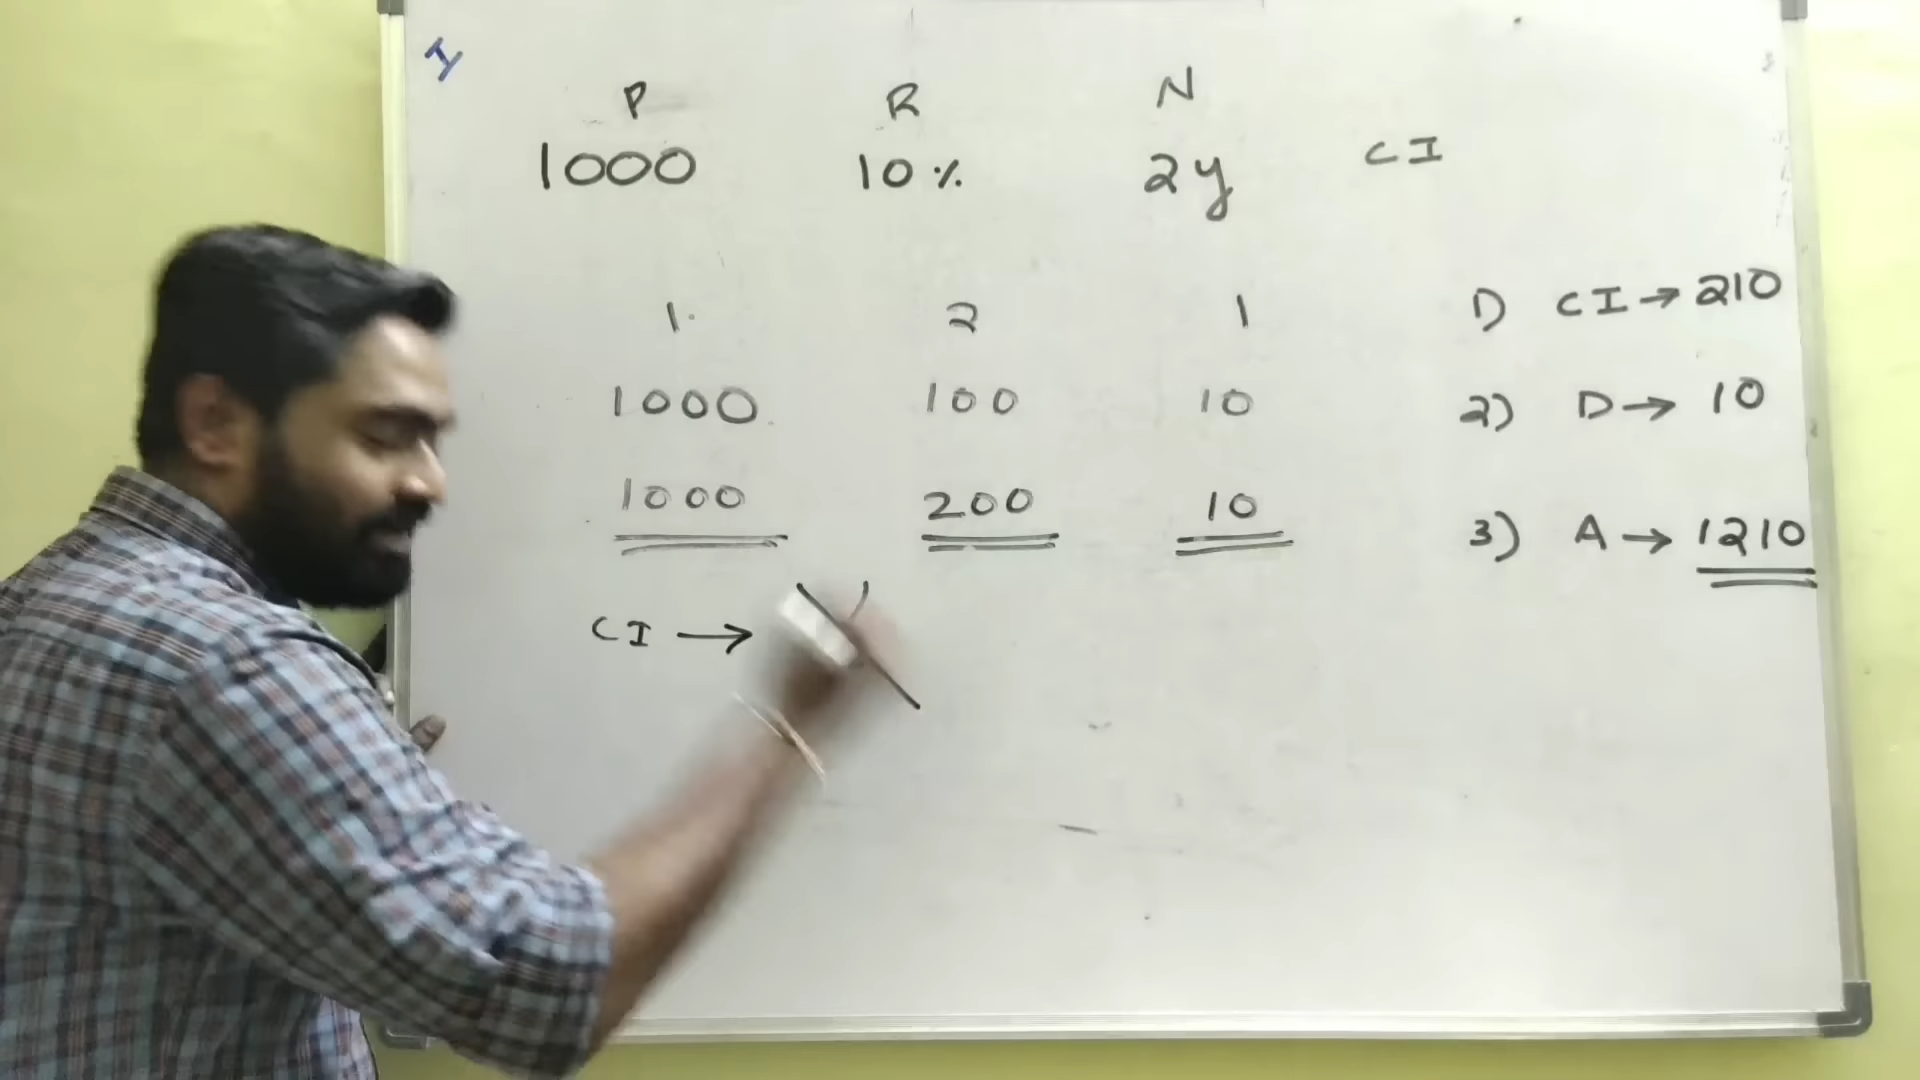 I
P R N
1000 10% 2y CI
1. 2 1 1) CI → 210
1000 100 10 2) D → 10
1000 200 10 3) A → 1210
CI →